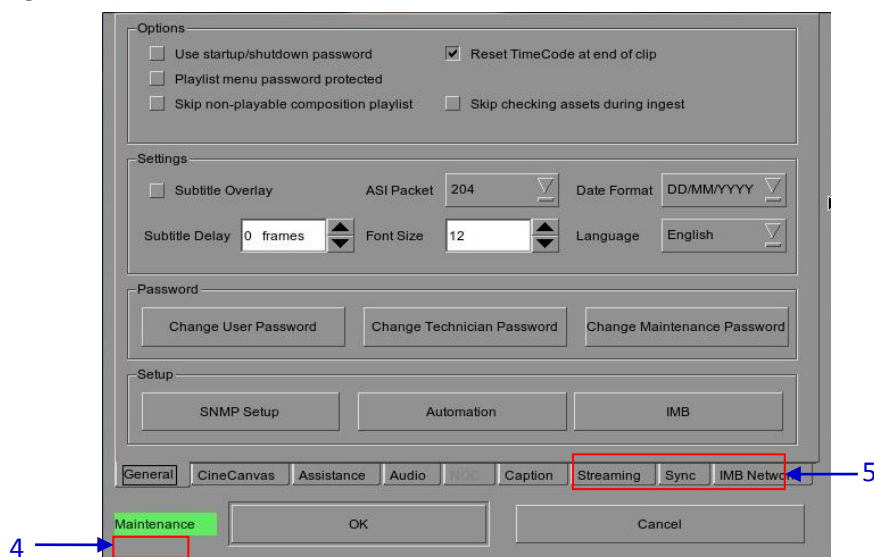 Options
Use startup/shutdown password
Reset TimeCode at end of clip
Playlist menu password protected
Skip non-playable composition playlist
Skip checking assets during ingest
Settings
Subtitle Overlay
ASI Packet
204
Date Format
DD/MM/YYYY
Subtitle Delay
0 frames
Font Size
12
Language
English
Password
Change User Password
Change Technician Password
Change Maintenance Password
Setup
SNMP Setup
Automation
IMB
General
CineCanvas
Assistance
Audio
NOC
Caption
Streaming
Sync
IMB Network
5
Maintenance
OK
Cancel
4